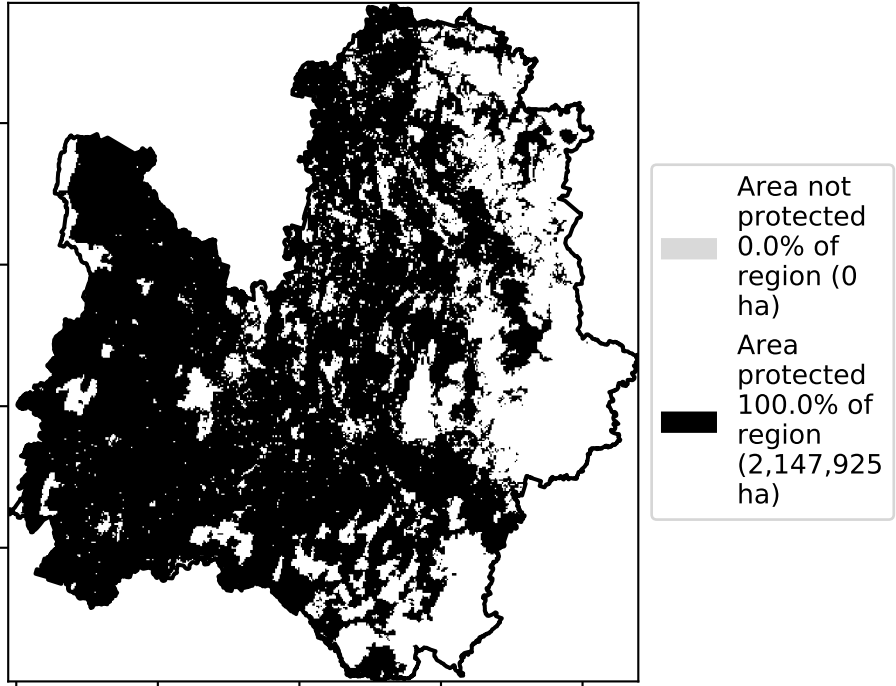 Area not
protected
0.0% of
region (0
ha)
Area
protected
100.0% of
region
(2,147,925
ha)